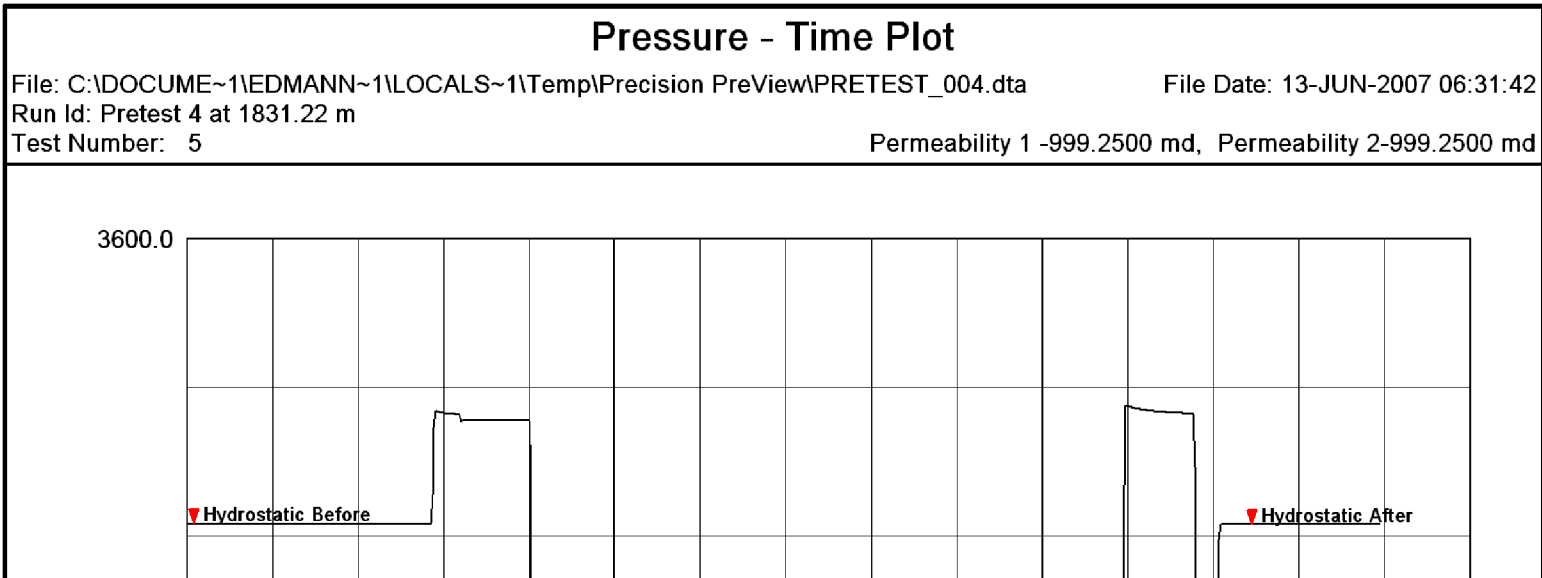 Pressure - Time Plot
File: C:\DOCUME~1\EDMANN~1\LOCALS~1\Temp\Precision PreView\PRETEST_004.dta File Date: 13-JUN-2007 06:31:42
Run Id: Pretest 4 at 1831.22 m
Test Number: 5 Permeability 1 -999.2500 md, Permeability 2-999.2500 md
3600.0
Hydrostatic Before Hydrostatic After